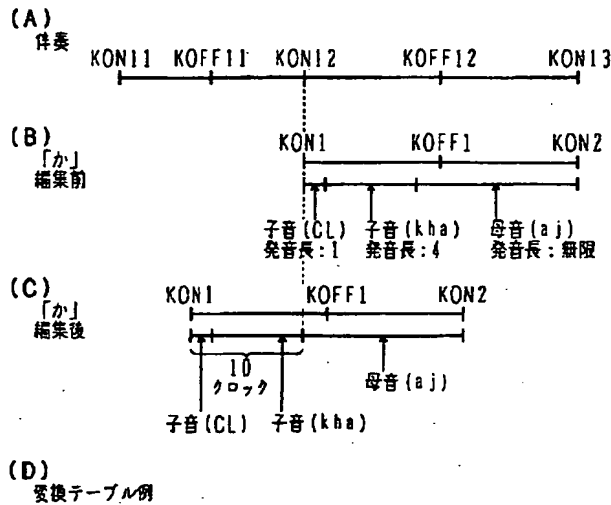 (A)
伴奏
KON11 KOFF11 KON12 KOFF12 KON13
(B)
「か」
編集前
KON1 KOFF1 KON2
子音(CL) 子音(kha) 母音(aj)
発音長:1 発音長:4 発音長:無限
(C)
「か」
編集後
KON1 KOFF1 KON2
10
クロック
母音(aj)
子音(CL) 子音(kha)
(D)
変換テーブル例